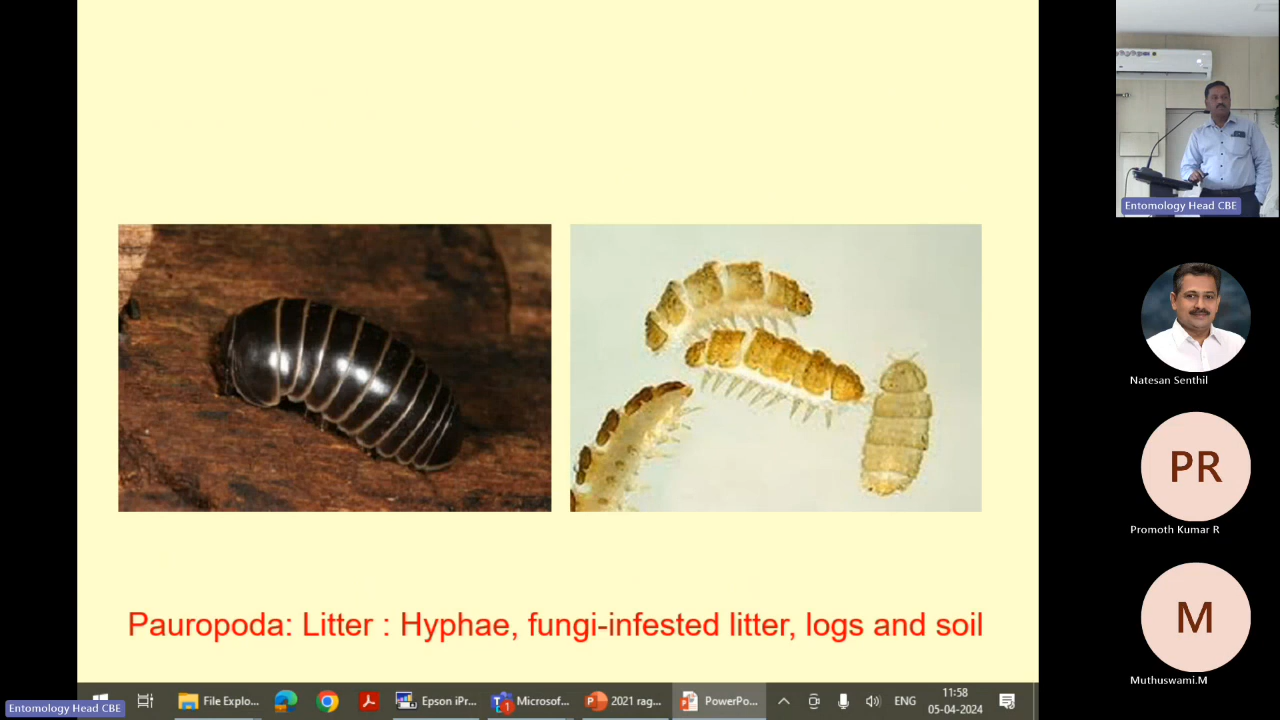 Entomology Head CBE
Natesan Senthil
PR
Promoth Kumar R
M
Muthuswami.M
Pauropoda: Litter : Hyphae, fungi-infested litter, logs and soil
Entomology Head CBE
File Explo...
Epson iPr...
1
Microsof...
2021 rag...
PowerPo...
ENG
11:58
05-04-2024